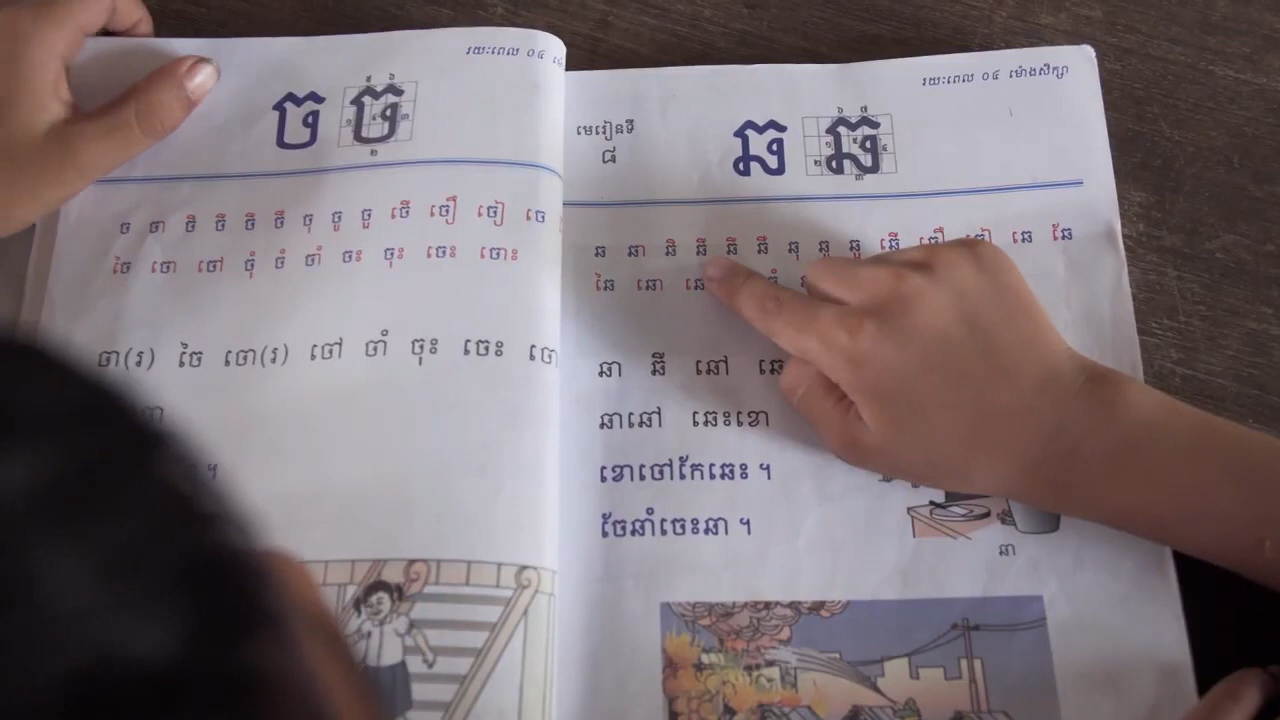 រយៈពេល ០៤
ច ច
ច ចា ចិ ចី ចឹ ចឺ ចុ ចូ ចួ ចើ ចឿ ចៀ ចេ
ចៃ ចោ ចៅ ចុំ ចំ ចាំ ចះ ចុះ ចេះ ចោះ
ចា(រ) ចៃ ចោ(រ) ចៅ ចាំ ចុះ ចេះ
រយៈពេល ០៤ ម៉ោងសិក្សា
មេរៀនទី
៨
ឆ ឆ
ឆ ឆា ឆិ ឆី ឆឹ ឆឺ ឆុ ឆូ ឆួ ឆើ ឆឿ ឆៀ ឆេ ឆែ
ឆៃ ឆោ
ឆា ឆី ឆៅ
ឆាឆៅ ឆេះខោ
ខោចៅកែឆេះ ។
ចែឆាំចេះឆា ។
ឆា